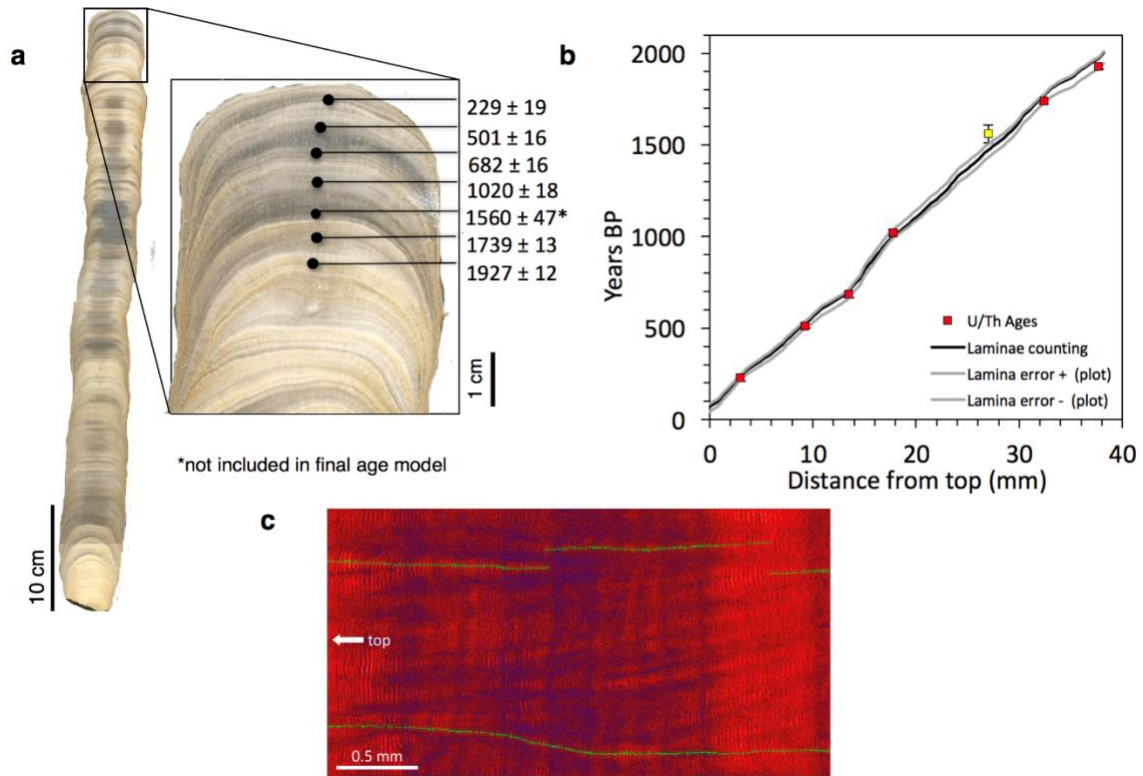 a
229 ± 19
501 ± 16
682 ± 16
1020 ± 18
1560 ± 47*
1739 ± 13
1927 ± 12
1 cm
*not included in final age model
10 cm
b
2000
1500
1000
500
0
Years BP
0 10 20 30 40
Distance from top (mm)
U/Th Ages
Laminae counting
Lamina error + (plot)
Lamina error - (plot)
c
top
0.5 mm